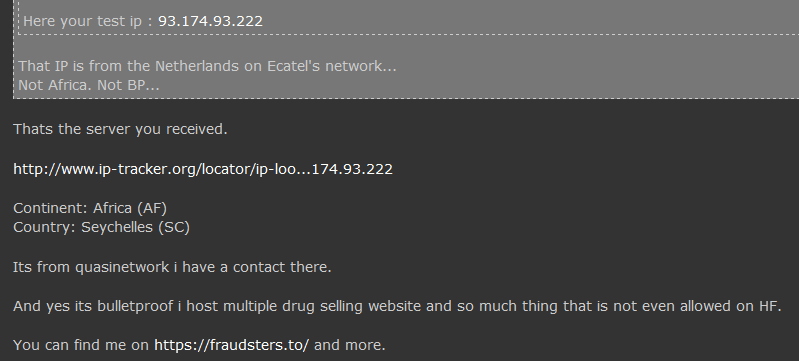 Here your test ip : 93.174.93.222
That IP is from the Netherlands on Ecatel's network...
Not Africa. Not BP...
Thats the server you received.
http://www.ip-tracker.org/locator/ip-loo...174.93.222
Continent: Africa (AF)
Country: Seychelles (SC)
Its from quasinetwork i have a contact there.
And yes its bulletproof i host multiple drug selling website and so much thing that is not even allowed on HF.
You can find me on https://fraudsters.to/ and more.